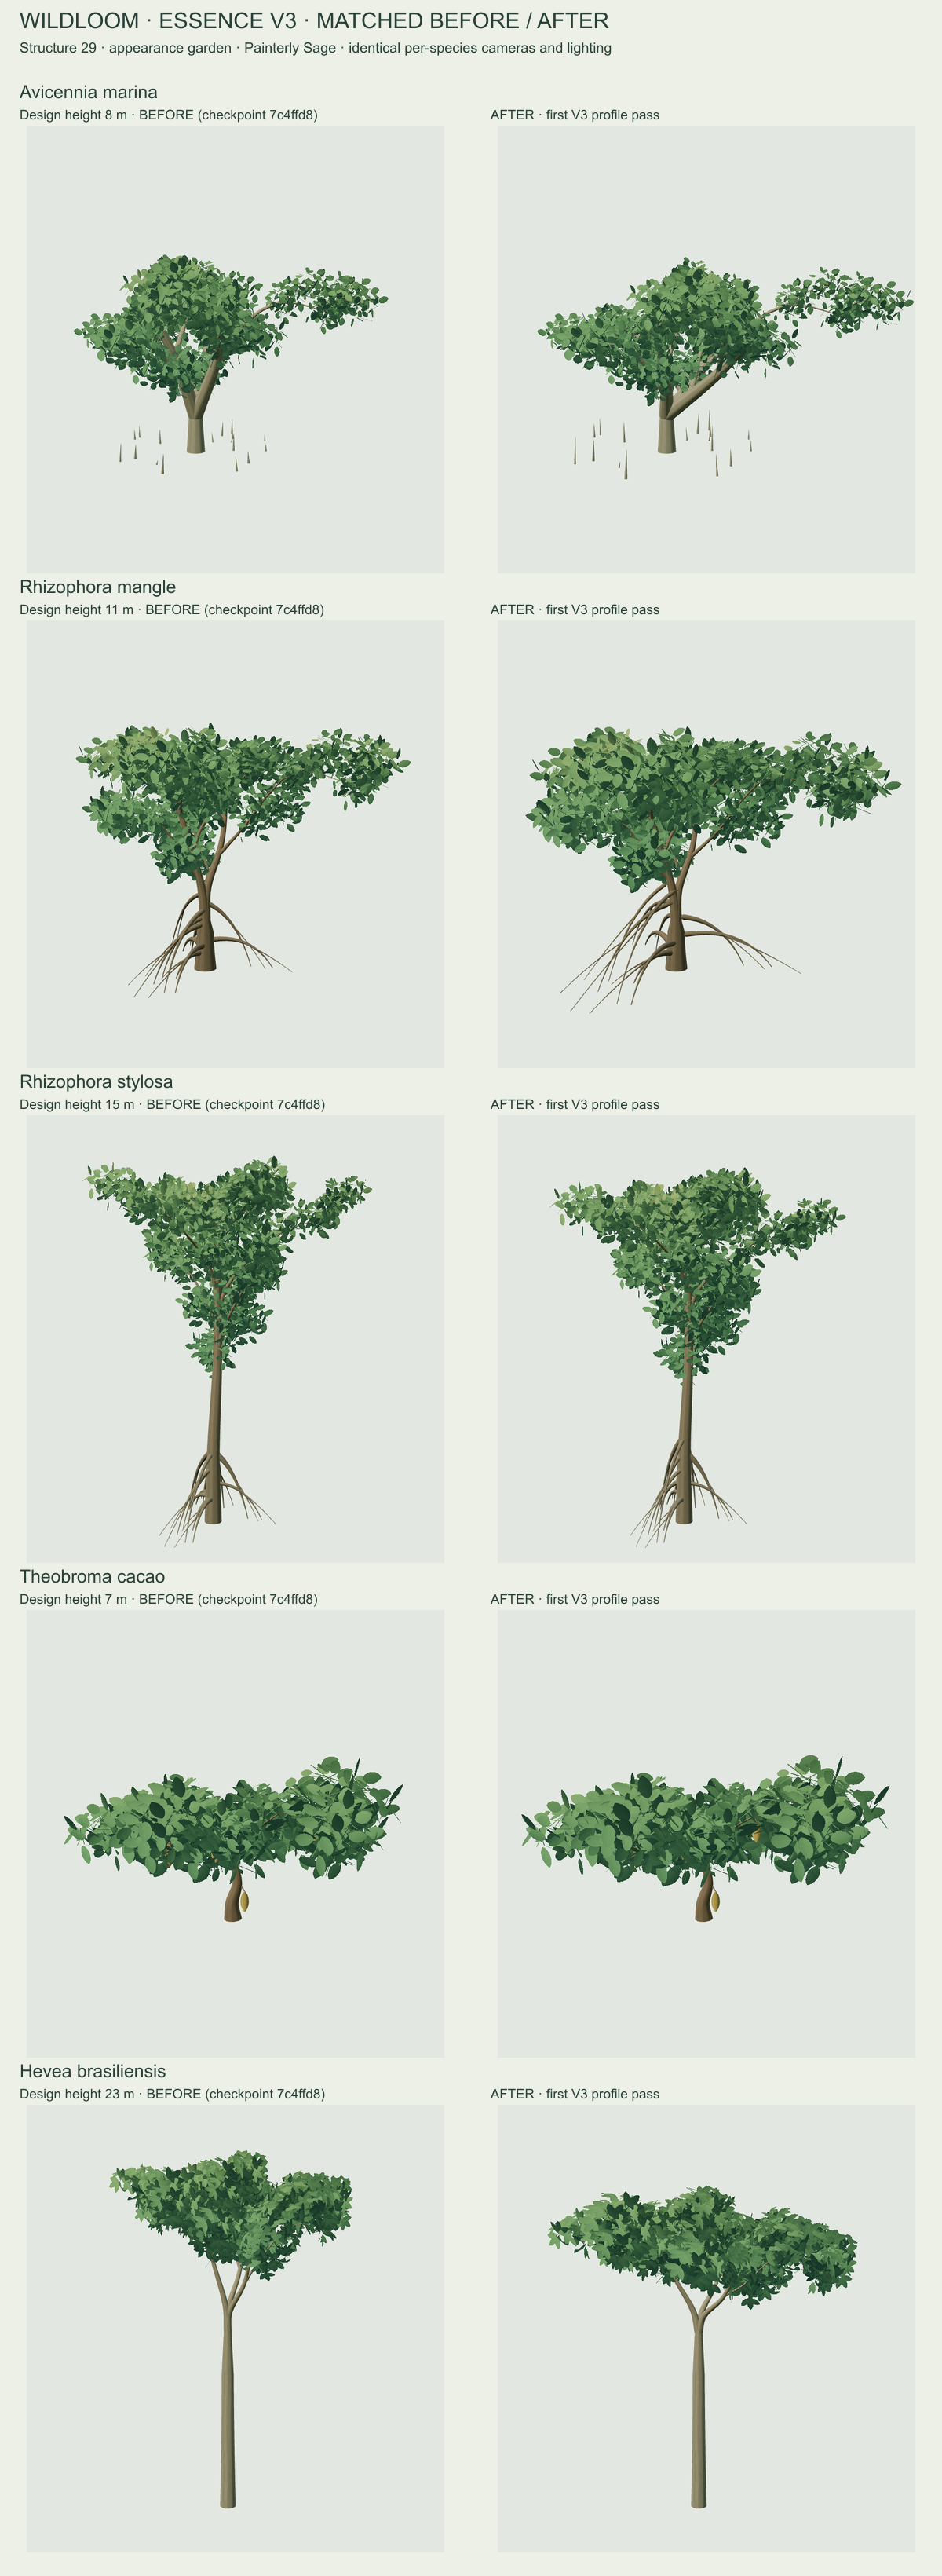 WILDLOOM · ESSENCE V3 · MATCHED BEFORE / AFTER
Structure 29 · appearance garden · Painterly Sage · identical per-species cameras and lighting
Avicennia marina
Design height 8 m · BEFORE (checkpoint 7c4ffd8)
AFTER · first V3 profile pass
Rhizophora mangle
Design height 11 m · BEFORE (checkpoint 7c4ffd8)
AFTER · first V3 profile pass
Rhizophora stylosa
Design height 15 m · BEFORE (checkpoint 7c4ffd8)
AFTER · first V3 profile pass
Theobroma cacao
Design height 7 m · BEFORE (checkpoint 7c4ffd8)
AFTER · first V3 profile pass
Hevea brasiliensis
Design height 23 m · BEFORE (checkpoint 7c4ffd8)
AFTER · first V3 profile pass